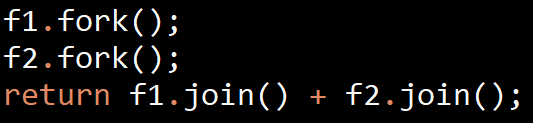 f1.fork();
f2.fork();
return f1.join() + f2.join();